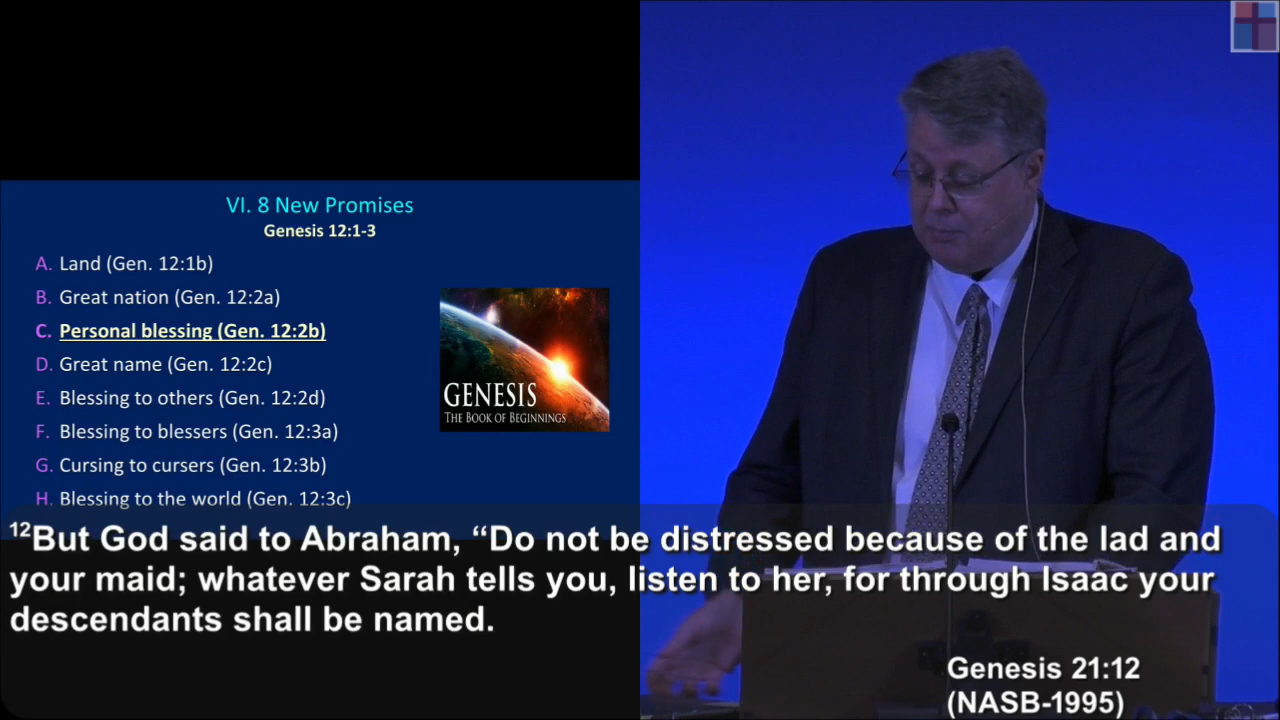 VI. 8 New Promises
Genesis 12:1-3
A. Land (Gen. 12:1b)
B. Great nation (Gen. 12:2a)
C. Personal blessing (Gen. 12:2b)
D. Great name (Gen. 12:2c)
E. Blessing to others (Gen. 12:2d)
F. Blessing to blessers (Gen. 12:3a)
G. Cursing to cursers (Gen. 12:3b)
H. Blessing to the world (Gen. 12:3c)
GENESIS
THE BOOK OF BEGINNINGS
12But God said to Abraham, “Do not be distressed because of the lad and
your maid; whatever Sarah tells you, listen to her, for through Isaac your
descendants shall be named.
Genesis 21:12
(NASB-1995)